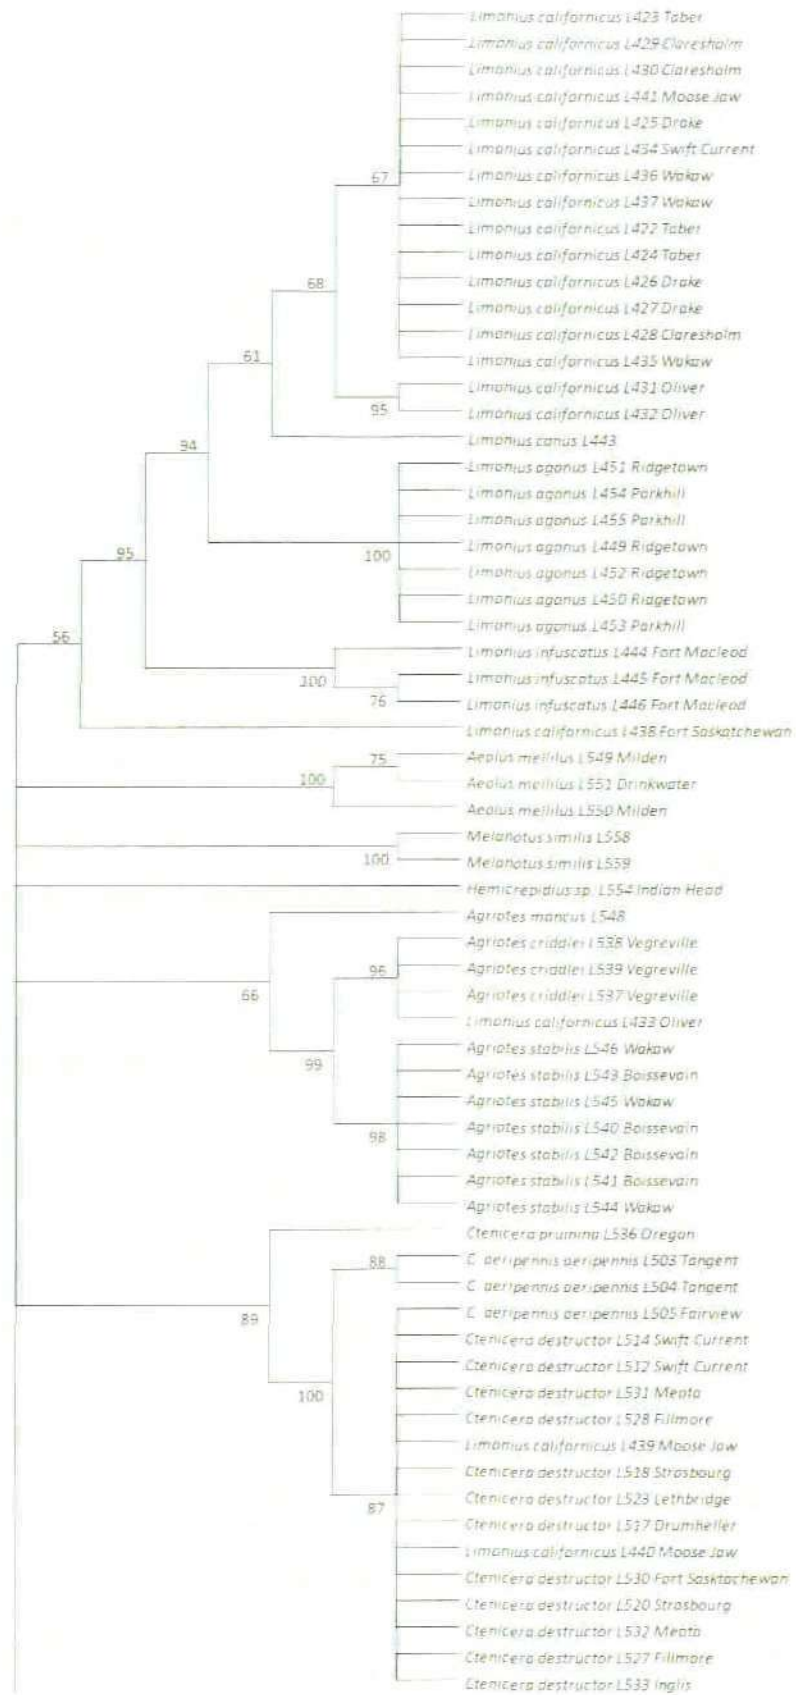 Limonius californicus L423 Taber
Limonius californicus L429 Claresholm
Limonius californicus L430 Claresholm
Limonius californicus L441 Moose Jaw
Limonius californicus L425 Drake
Limonius californicus L434 Swift Current
67
Limonius californicus L436 Wakaw
Limonius californicus L437 Wakaw
Limonius californicus L422 Taber
Limonius californicus L424 Taber
68
Limonius californicus L426 Drake
Limonius californicus L427 Drake
Limonius californicus L428 Claresholm
61
Limonius californicus L435 Wakaw
Limonius californicus L431 Oliver
95
Limonius californicus L432 Oliver
94
Limonius canus L443
Limonius agonus L451 Ridgetown
Limonius agonus L454 Parkhill
Limonius agonus L455 Parkhill
95
100
Limonius agonus L449 Ridgetown
Limonius agonus L452 Ridgetown
Limonius agonus L450 Ridgetown
Limonius agonus L453 Parkhill
56
Limonius infuscatus L444 Fort Macleod
100
Limonius infuscatus L445 Fort Macleod
76
Limonius infuscatus L446 Fort Macleod
Limonius californicus L438 Fort Saskatchewan
75
Aeolus mellilus L549 Milden
100
Aeolus mellilus L551 Drinkwater
Aeolus mellilus L550 Milden
Melanotus similis L558
100
Melanotus similis L559
Hemicrepidius sp. L554 Indian Head
Agriotes mancus L548
Agriotes criddlei L538 Vegreville
96
Agriotes criddlei L539 Vegreville
66
Agriotes criddlei L537 Vegreville
Limonius californicus L433 Oliver
99
Agriotes stabilis L546 Wakaw
Agriotes stabilis L543 Boissevain
Agriotes stabilis L545 Wakaw
98
Agriotes stabilis L540 Boissevain
Agriotes stabilis L542 Boissevain
Agriotes stabilis L541 Boissevain
Agriotes stabilis L544 Wakaw
Ctenicera pruinina L536 Oregon
88
C. aeripennis aeripennis L503 Tangent
C. aeripennis aeripennis L504 Tangent
89
C. aeripennis aeripennis L505 Fairview
Ctenicera destructor L514 Swift Current
Ctenicera destructor L512 Swift Current
100
Ctenicera destructor L531 Meota
Ctenicera destructor L528 Fillmore
Limonius californicus L439 Moose Jaw
Ctenicera destructor L518 Strasbourg
87
Ctenicera destructor L523 Lethbridge
Ctenicera destructor L517 Drumheller
Limonius californicus L440 Moose Jaw
Ctenicera destructor L530 Fort Sasktachewan
Ctenicera destructor L520 Strasbourg
Ctenicera destructor L532 Meota
Ctenicera destructor L527 Fillmore
Ctenicera destructor L533 Inglis